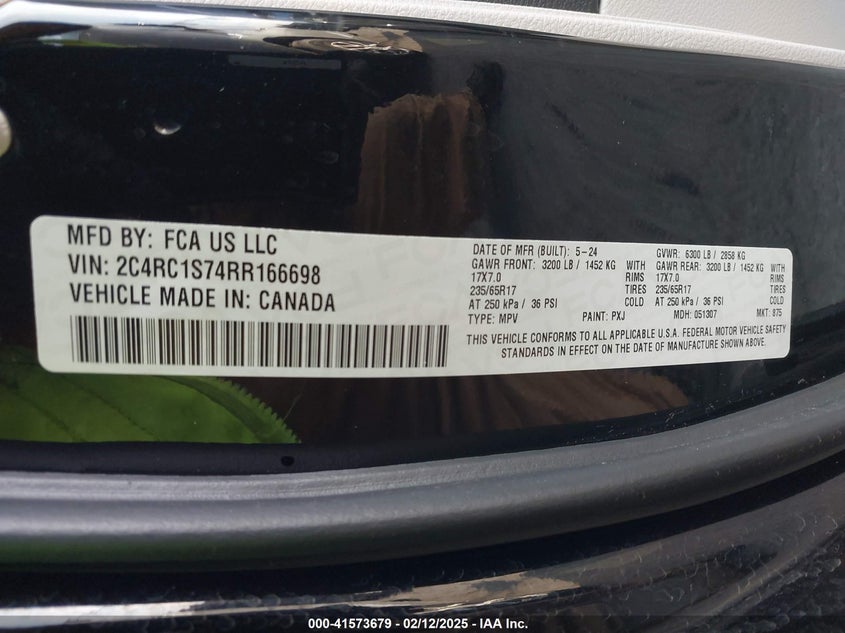 MFD BY: FCA US LLC
VIN: 2C4RC1S74RR166698
VEHICLE MADE IN: CANADA
DATE OF MFR (BUILT): 5-24 GVWR: 6300 LB / 2858 KG
GAWR FRONT: 3200 LB / 1452 KG WITH GAWR REAR: 3200 LB / 1452 KG WITH
17X7.0 RIMS 17X7.0 RIMS
235/65R17 TIRES 235/65R17 TIRES
AT 250 kPa / 36 PSI COLD AT 250 kPa / 36 PSI COLD
TYPE: MPV PAINT: PXJ MDH: 051307 MKT: 875
THIS VEHICLE CONFORMS TO ALL APPLICABLE U.S.A. FEDERAL MOTOR VEHICLE SAFETY
STANDARDS IN EFFECT ON THE DATE OF MANUFACTURE SHOWN ABOVE.
000-41573679 - 02/12/2025 - IAA Inc.